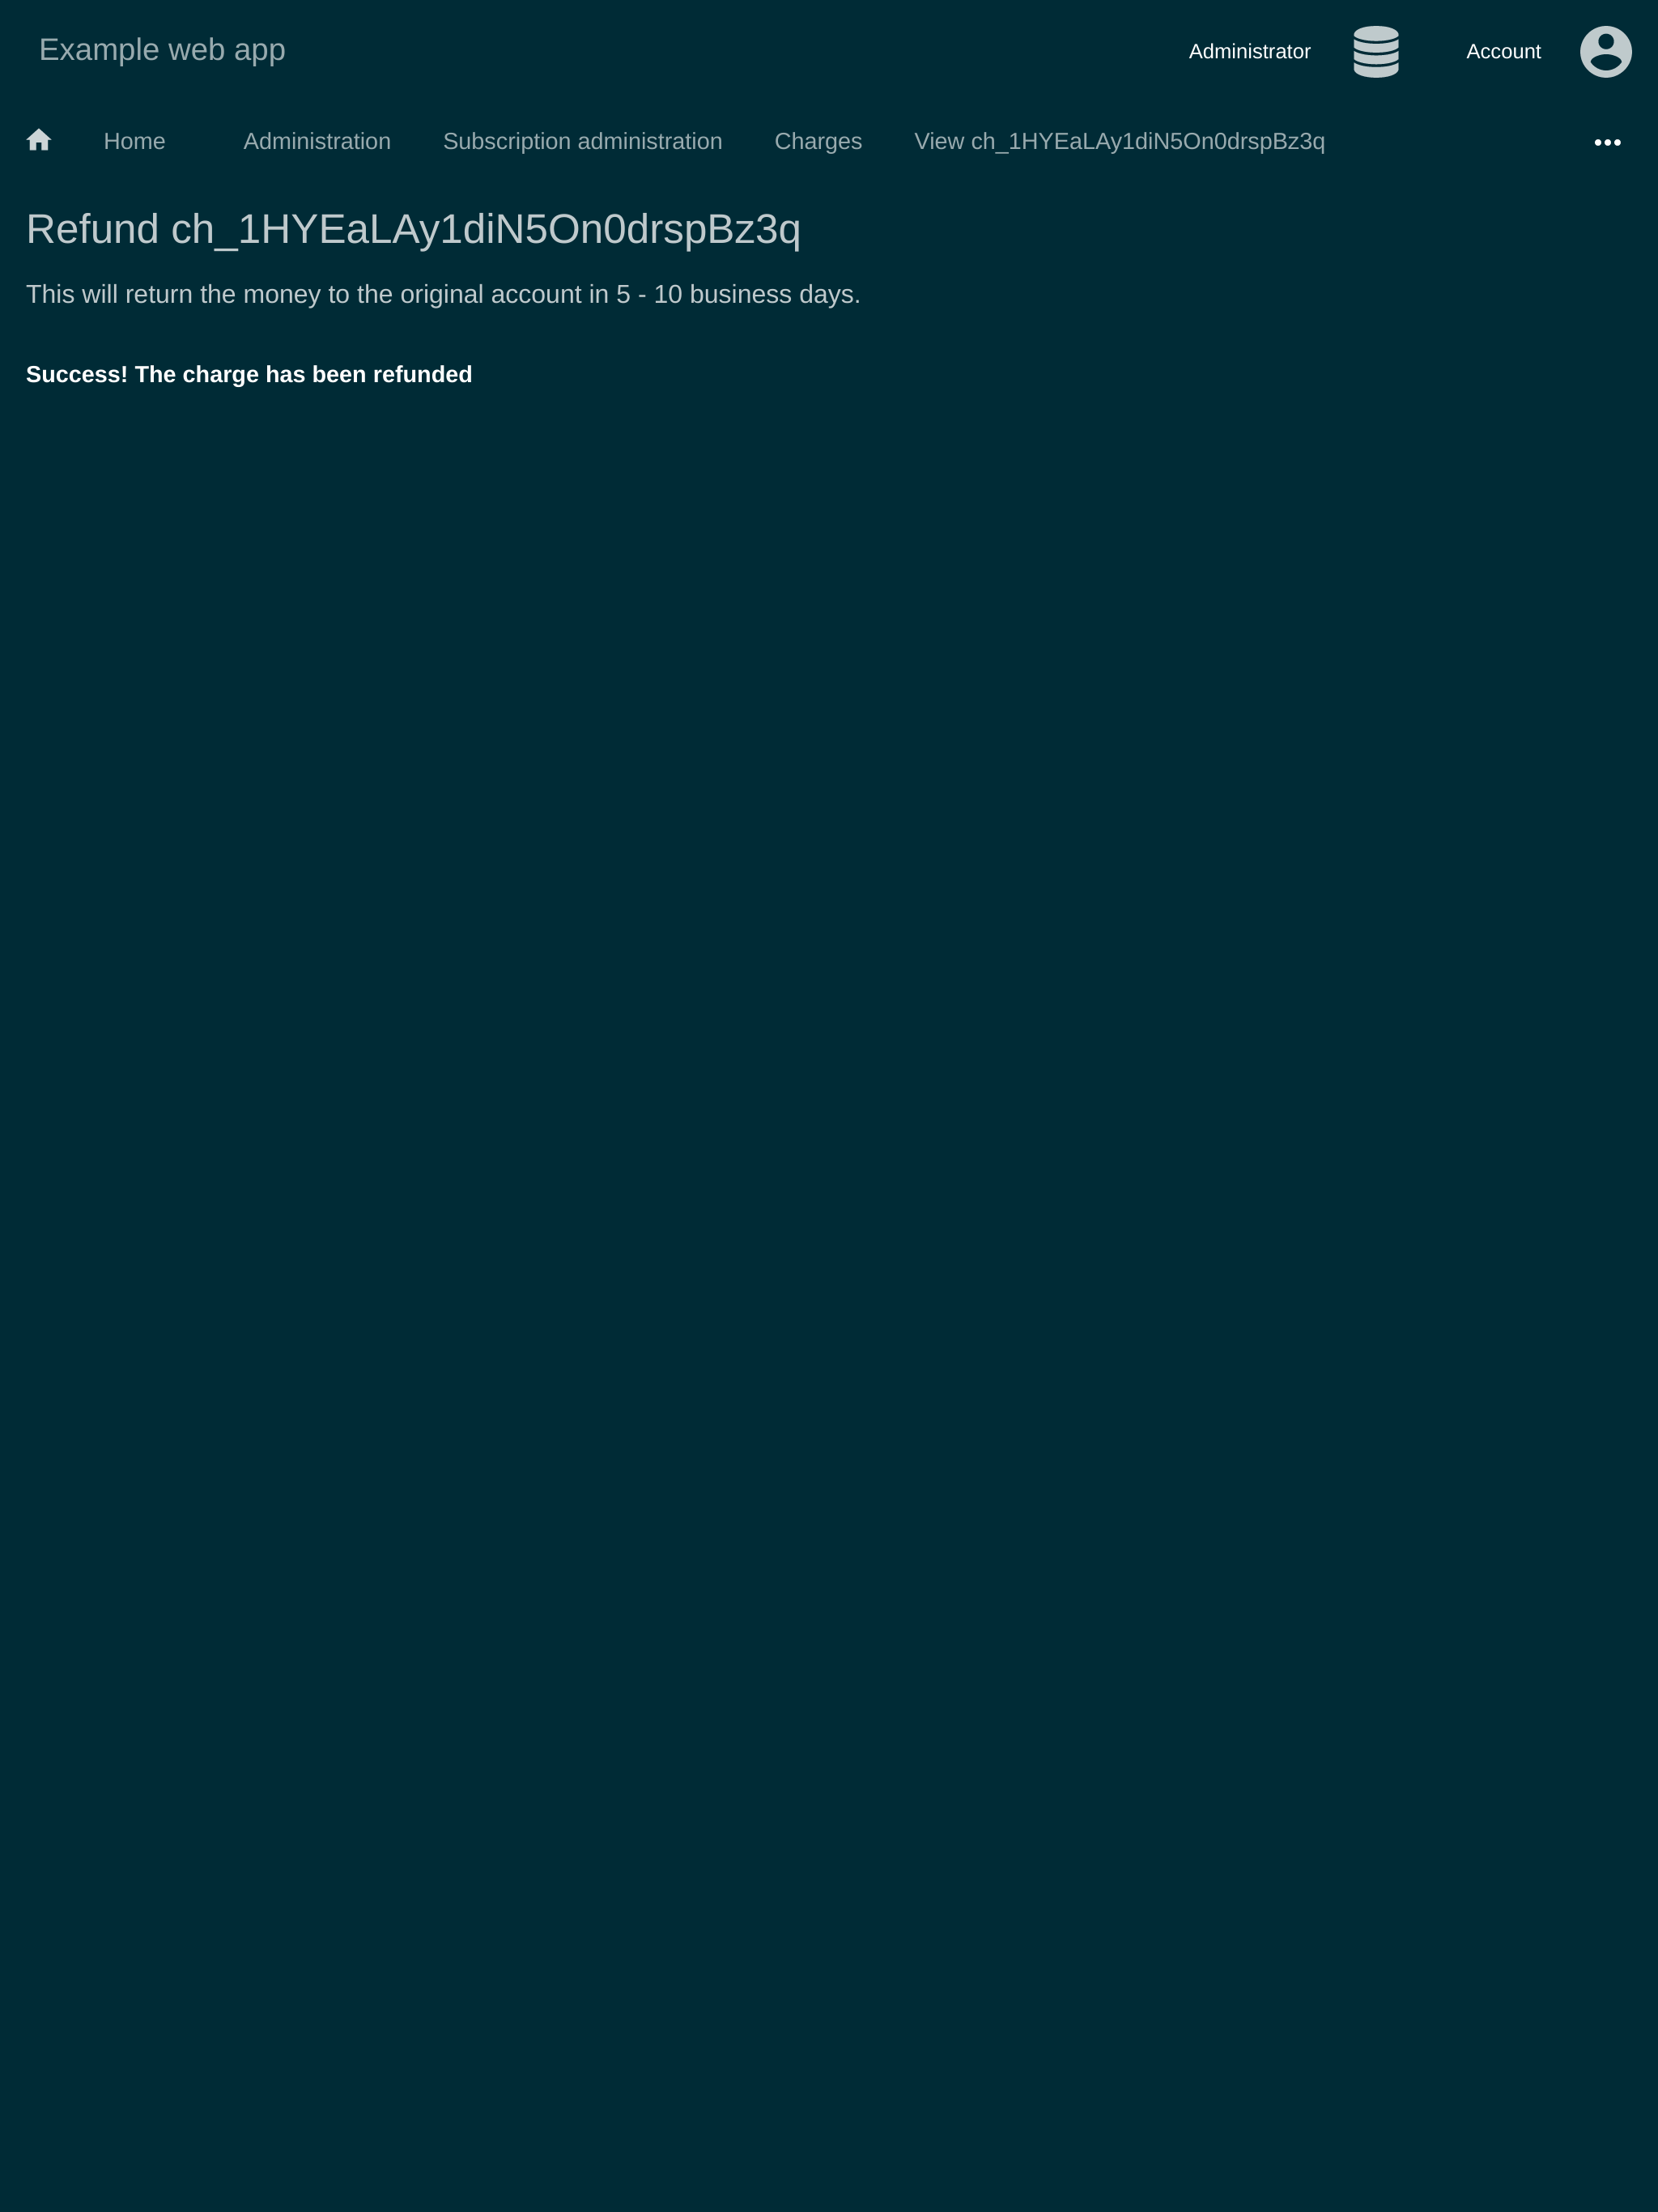 Example web app
Administrator
Account
Home
Administration
Subscription administration
Charges
View ch_1HYEaLAy1diN5On0drspBz3q
Refund ch_1HYEaLAy1diN5On0drspBz3q
This will return the money to the original account in 5 - 10 business days.
Success! The charge has been refunded